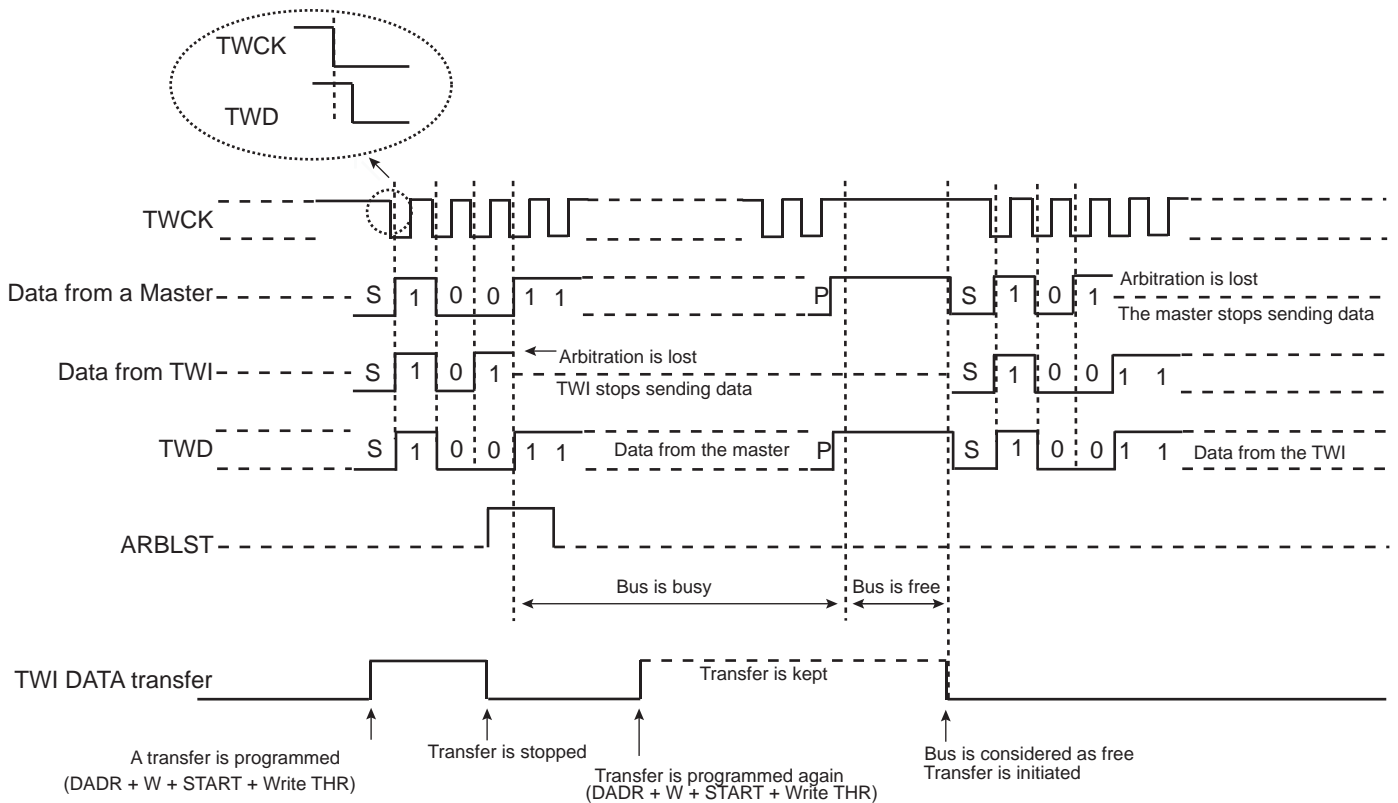 TWCK
TWD
TWCK
Data from a Master
S 1 0 0 1 1
P
S 1 0 1
Arbitration is lost
The master stops sending data
Data from TWI
S 1 0 1
Arbitration is lost
TWI stops sending data
S 1 0 0 1 1
TWD
S 1 0 0 1 1
Data from the master
P
S 1 0 0 1 1
Data from the TWI
ARBLST
Bus is busy
Bus is free
TWI DATA transfer
Transfer is kept
A transfer is programmed
(DADR + W + START + Write THR)
Transfer is stopped
Transfer is programmed again
(DADR + W + START + Write THR)
Bus is considered as free
Transfer is initiated